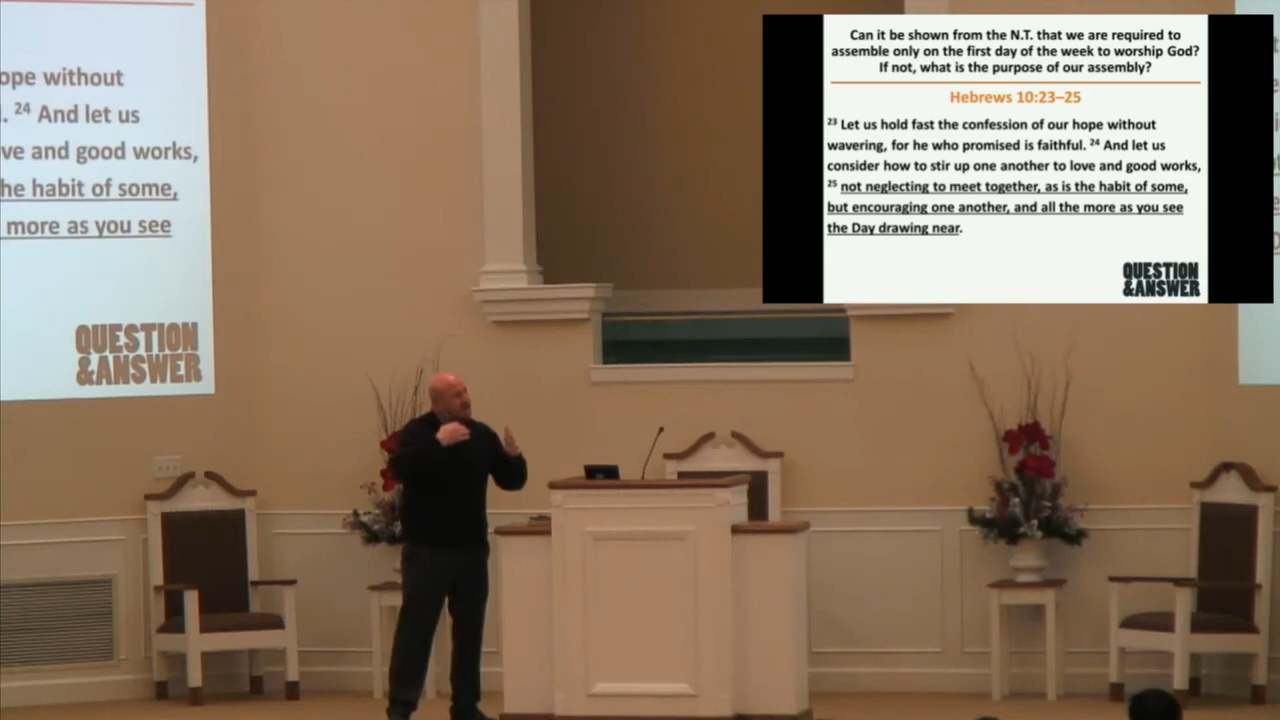 ope without
. 24 And let us
ve and good works,
he habit of some,
more as you see
QUESTION
&ANSWER
Can it be shown from the N.T. that we are required to
assemble only on the first day of the week to worship God?
If not, what is the purpose of our assembly?
Hebrews 10:23–25
23 Let us hold fast the confession of our hope without
wavering, for he who promised is faithful. 24 And let us
consider how to stir up one another to love and good works,
25 not neglecting to meet together, as is the habit of some,
but encouraging one another, and all the more as you see
the Day drawing near.
QUESTION
&ANSWER